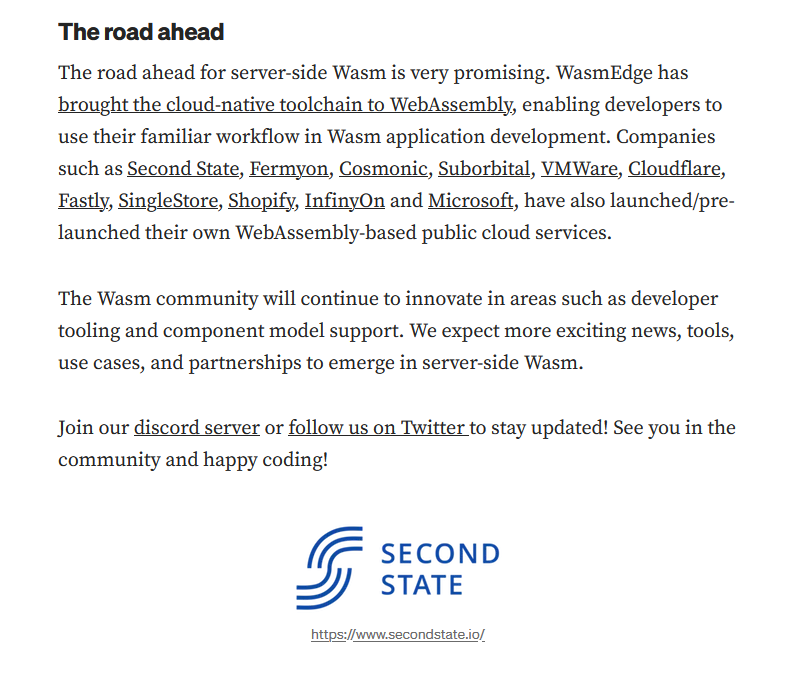 The road ahead
The road ahead for server-side Wasm is very promising. WasmEdge has
brought the cloud-native toolchain to WebAssembly, enabling developers to
use their familiar workflow in Wasm application development. Companies
such as Second State, Fermyon, Cosmonic, Suborbital, VMWare, Cloudflare,
Fastly, SingleStore, Shopify, InfinyOn and Microsoft, have also launched/pre-
launched their own WebAssembly-based public cloud services.
The Wasm community will continue to innovate in areas such as developer
tooling and component model support. We expect more exciting news, tools,
use cases, and partnerships to emerge in server-side Wasm.
Join our discord server or follow us on Twitter to stay updated! See you in the
community and happy coding!
SECOND
STATE
https://www.secondstate.io/